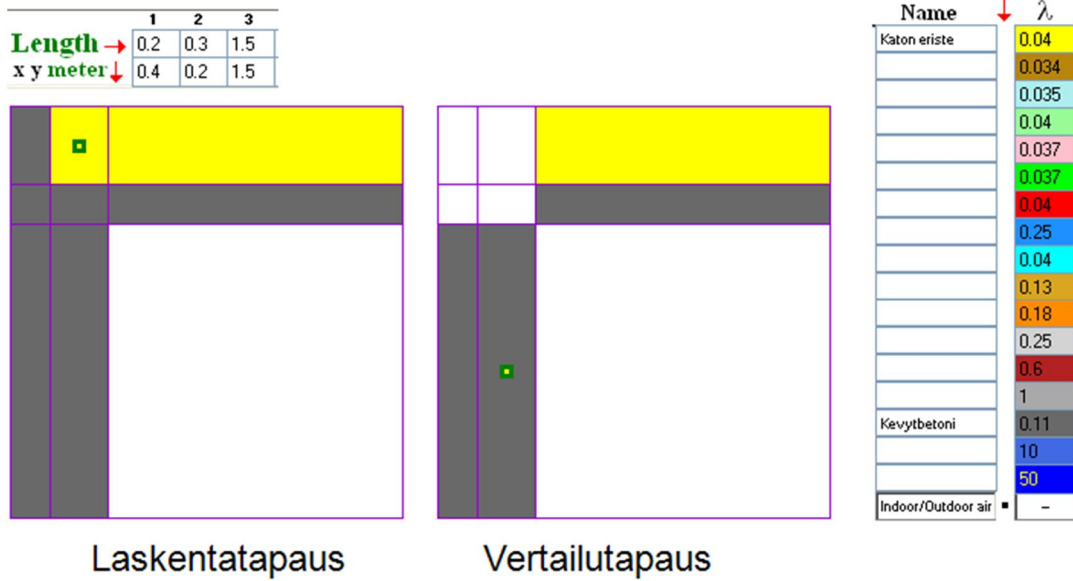 1 2 3
Length → 0.2 0.3 1.5
x y meter ↓ 0.4 0.2 1.5
Name ↓ λ
Katon eriste 0.04
0.034
0.035
0.04
0.037
0.037
0.04
0.25
0.04
0.13
0.18
0.25
0.6
1
Kevytbetoni 0.11
10
50
Indoor/Outdoor air ▪ –
Laskentatapaus Vertailutapaus